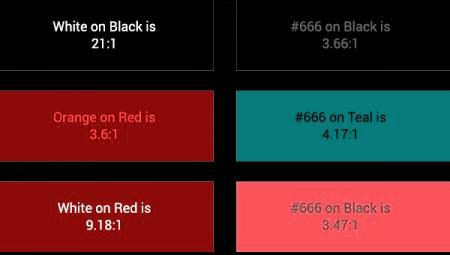 White on Black is
21:1
#666 on Black is
3.66:1
Orange on Red is
3.6:1
#666 on Teal is
4.17:1
White on Red is
9.18:1
#666 on Black is
3.47:1